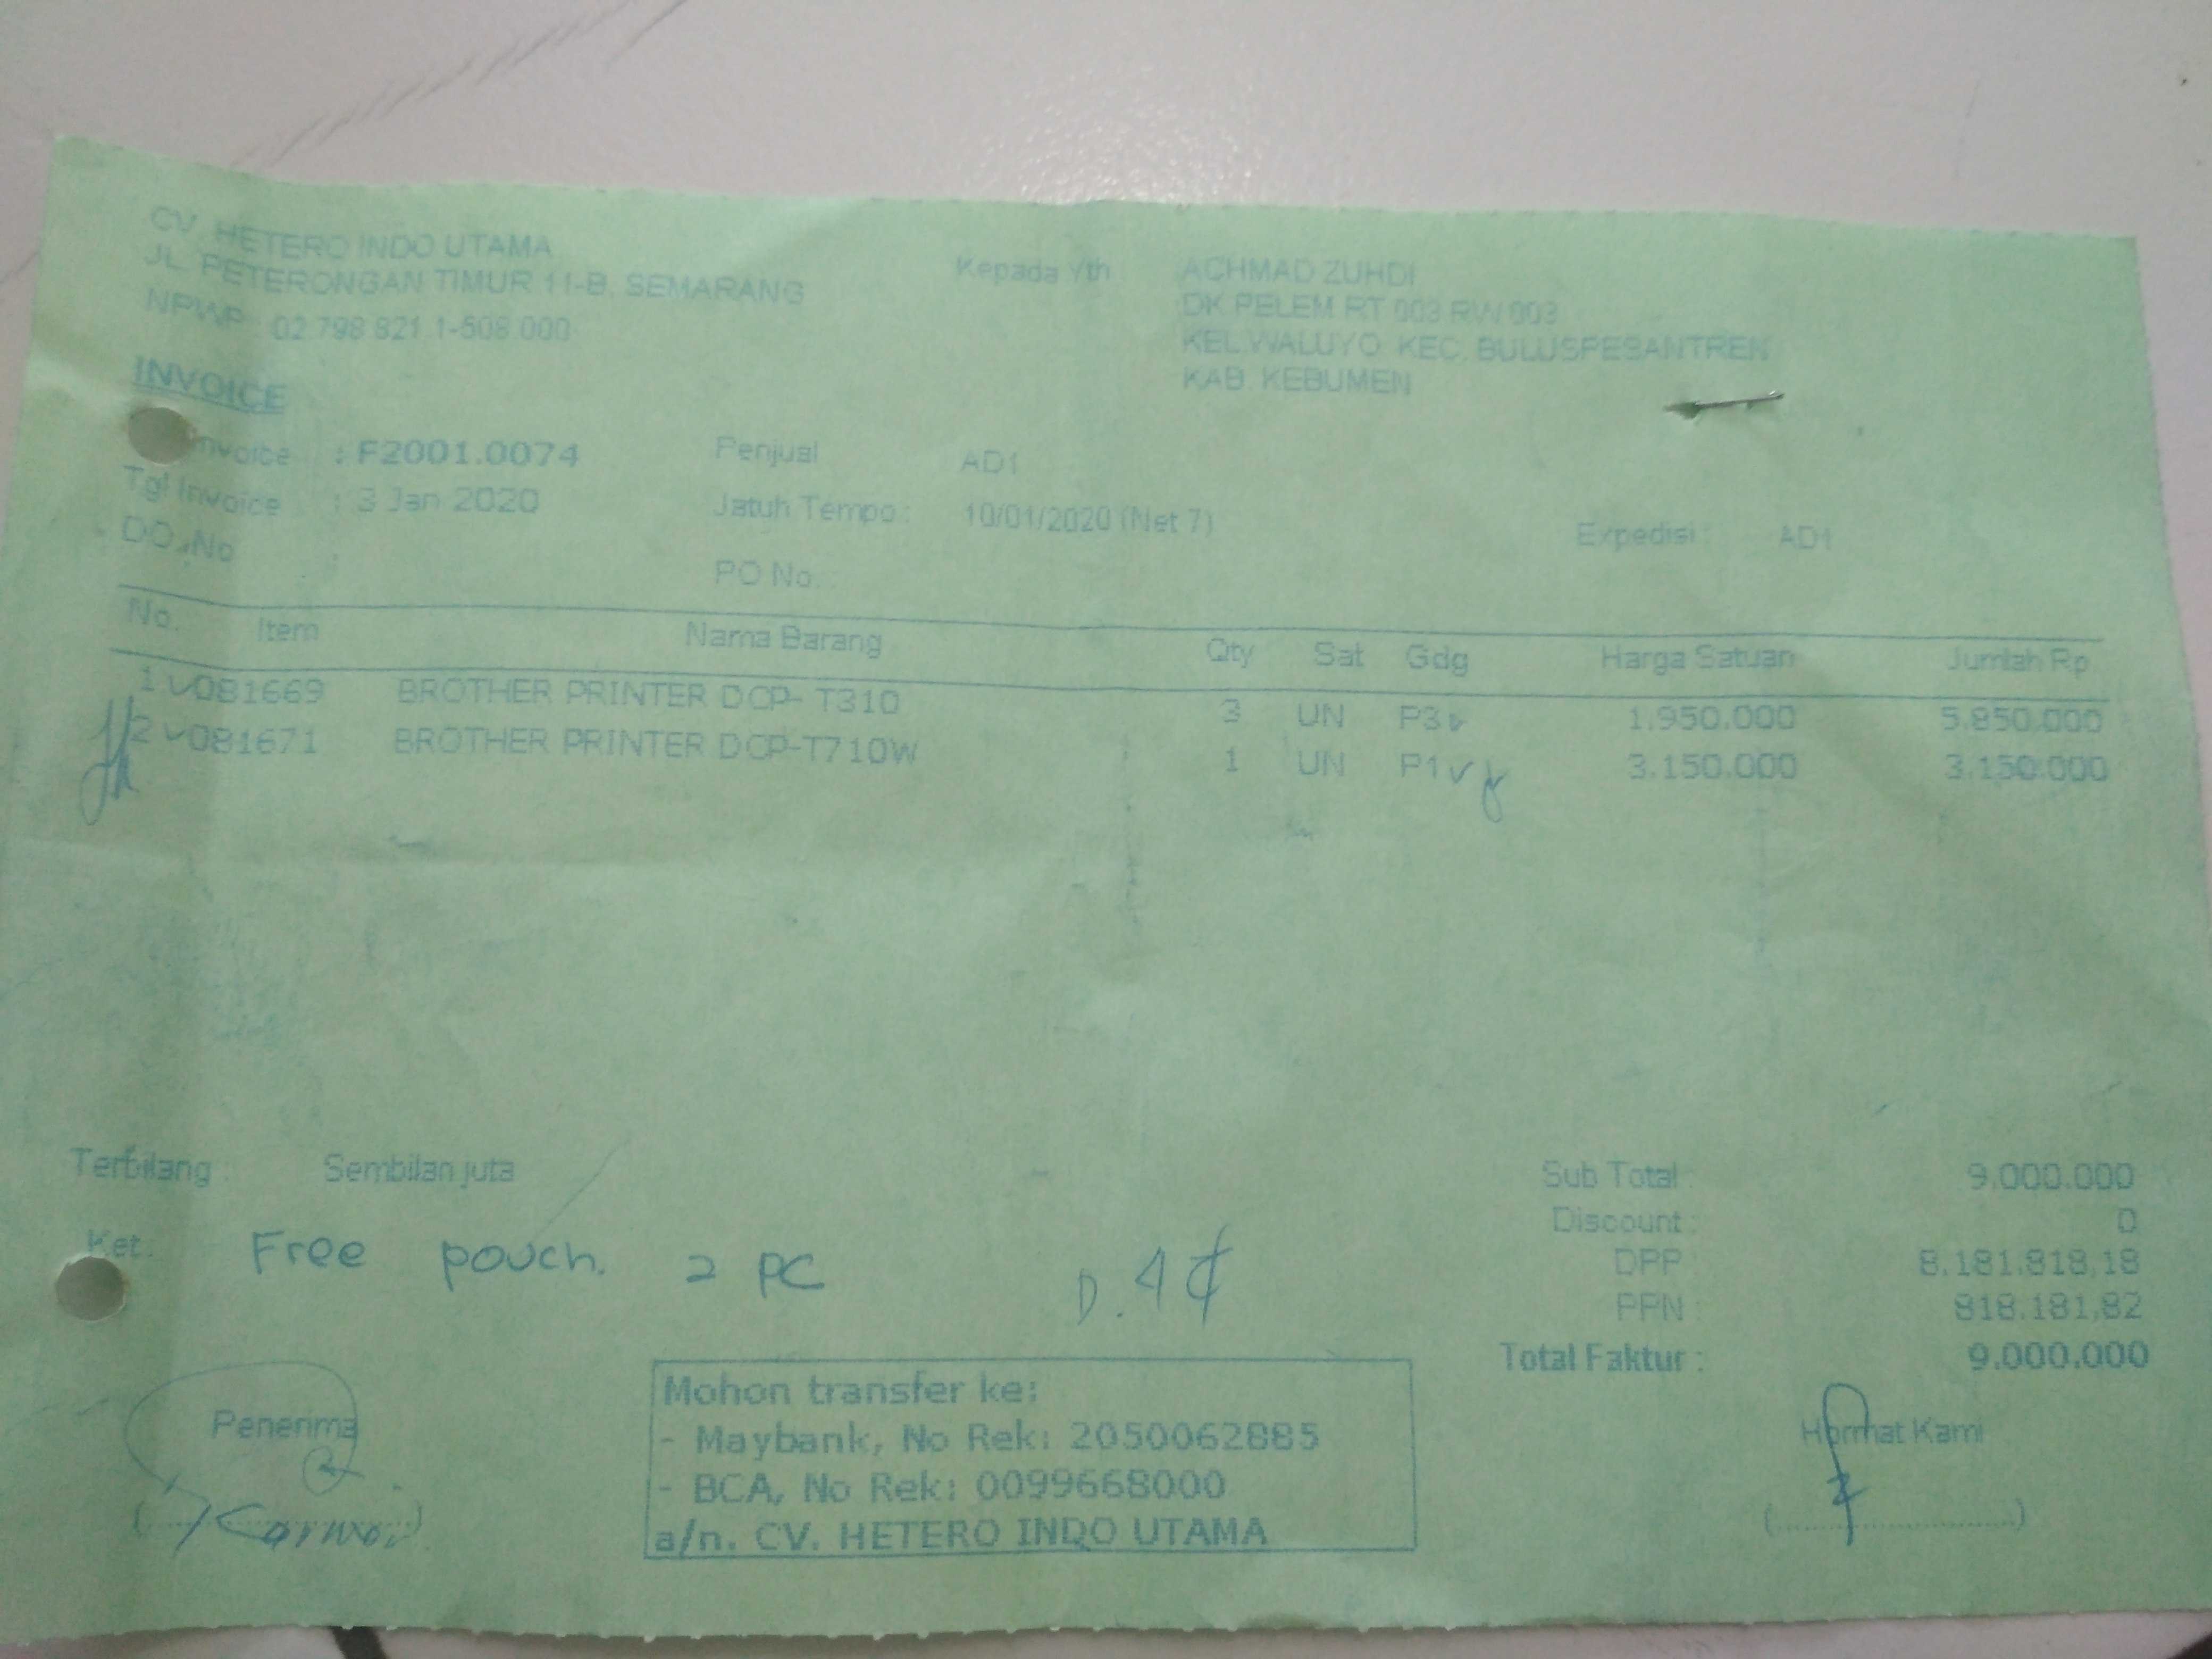 CV. HETERO INDO UTAMA
JL. PETERONGAN TIMUR 11-B, SEMARANG
NPWP : 02.798.821.1-508.000
Kepada Yth
ACHMAD ZUHDI
DK PELEM RT 003 RW 003
KEL.WALUYO KEC. BULUSPESANTREN
KAB. KEBUMEN
INVOICE
Invoice : F2001.0074
Penjual AD1
Tgl Invoice : 3 Jan 2020
Jatuh Tempo : 10/01/2020 (Net 7)
Expedisi : AD1
DO. No
PO No. :
No. Item Nama Barang Qty Sat Gdg Harga Satuan Jumlah Rp
1 081669 BROTHER PRINTER DCP- T310 3 UN P3 1.950.000 5.850.000
2 081671 BROTHER PRINTER DCP-T710W 1 UN P1 3.150.000 3.150.000
Terbilang : Sembilan juta
Sub Total : 9.000.000
Discount : 0
Ket. Free pouch. 2 PC
DPP : 8.181.818,18
PPN : 818.181,82
Total Faktur : 9.000.000
Penerima
Mohon transfer ke:
- Maybank, No Rek: 2050062885
- BCA, No Rek: 0099668000
a/n. CV. HETERO INDO UTAMA
Hormat Kami